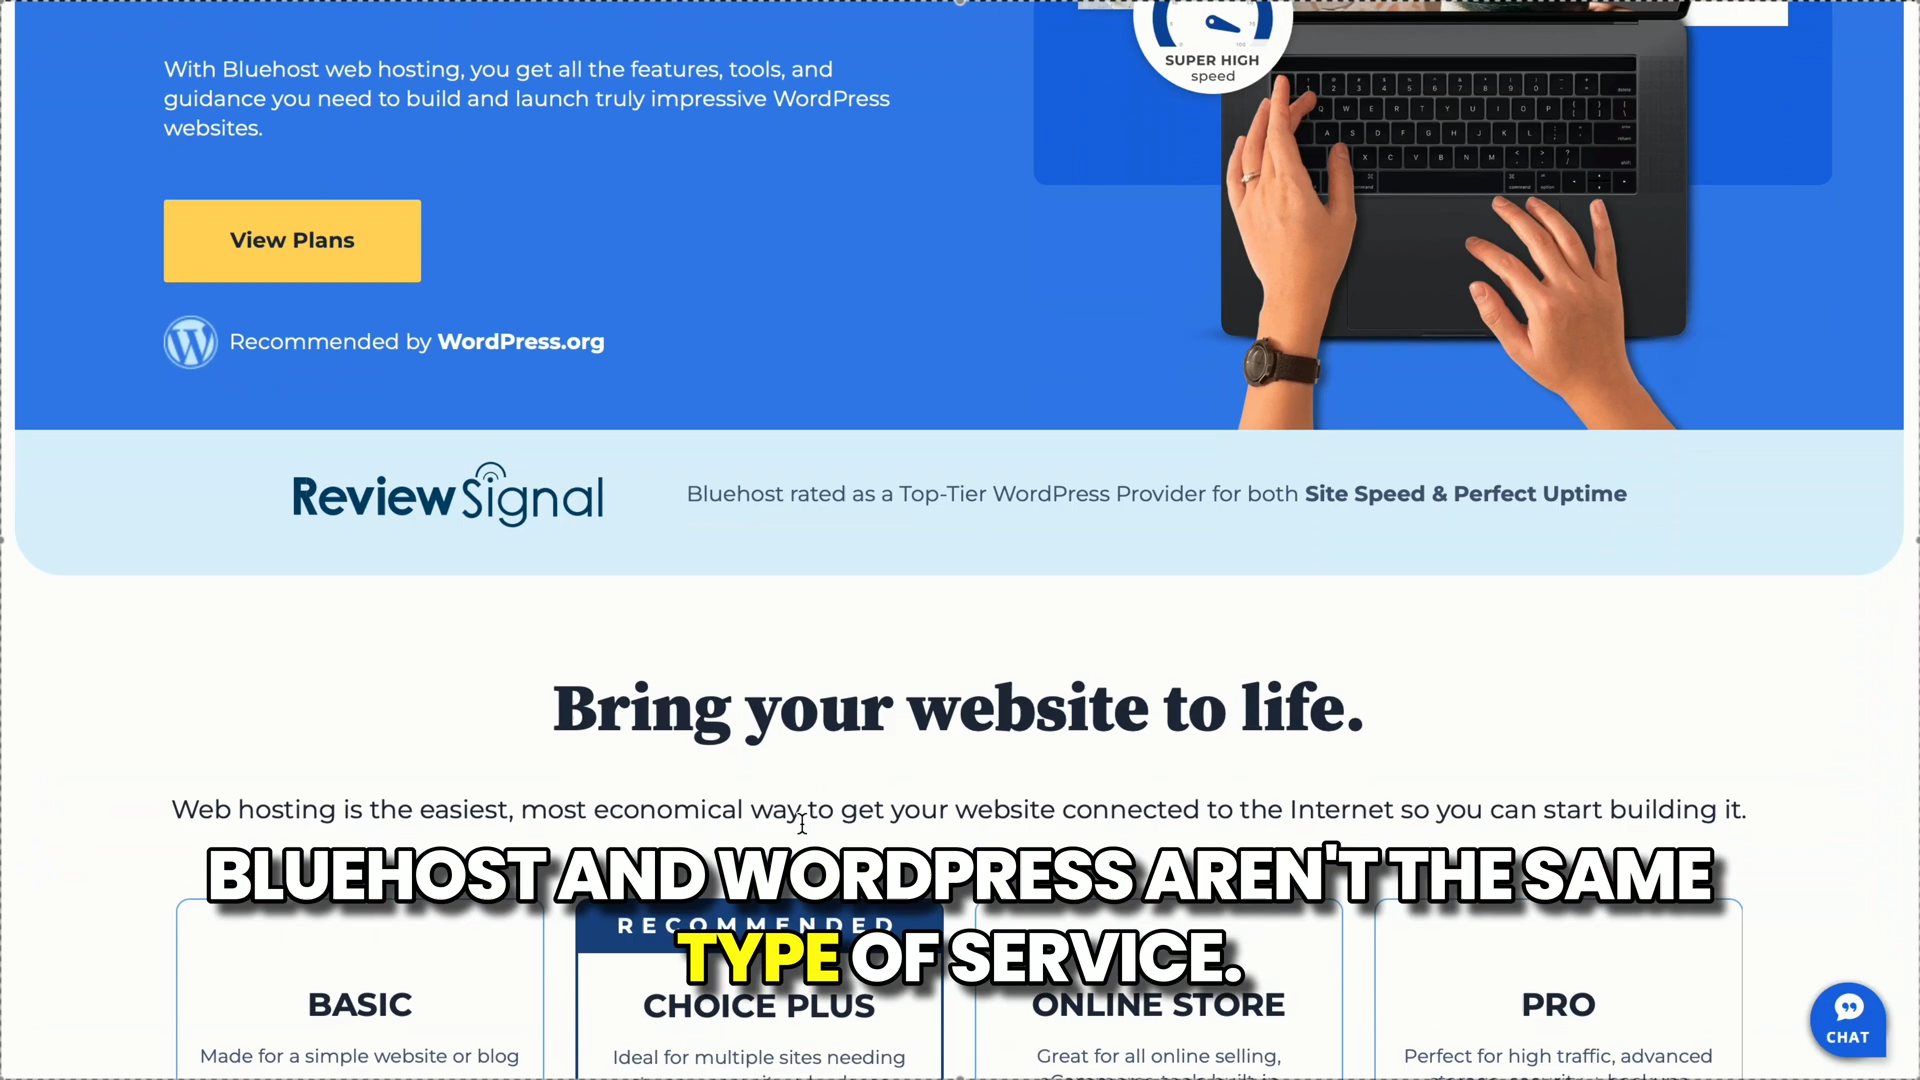 SUPER HIGH
speed
With Bluehost web hosting, you get all the features, tools, and
guidance you need to build and launch truly impressive WordPress
websites.
View Plans
Recommended by WordPress.org
ReviewSignal
Bluehost rated as a Top-Tier WordPress Provider for both Site Speed & Perfect Uptime
Bring your website to life.
Web hosting is the easiest, most economical way to get your website connected to the Internet so you can start building it.
BLUEHOST AND WORDPRESS AREN'T THE SAME
RECOMMENDED
TYPE OF SERVICE.
BASIC
CHOICE PLUS
ONLINE STORE
PRO
Made for a simple website or blog
Ideal for multiple sites needing
Great for all online selling,
Perfect for high traffic, advanced
CHAT